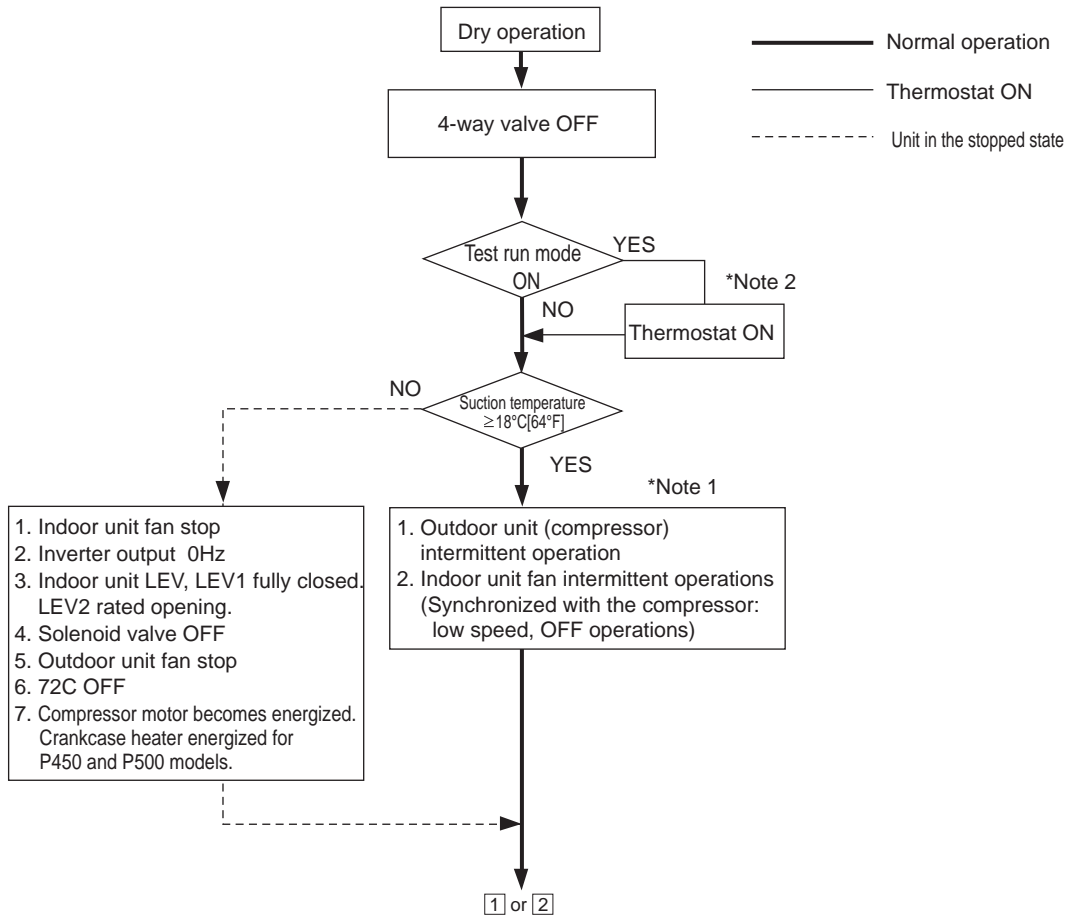 Dry operation
Normal operation
Thermostat ON
Unit in the stopped state
4-way valve OFF
Test run mode
ON
YES
*Note 2
NO
Thermostat ON
NO
Suction temperature
≥18°C[64°F]
YES
*Note 1
1. Indoor unit fan stop
2. Inverter output 0Hz
3. Indoor unit LEV, LEV1 fully closed.
LEV2 rated opening.
4. Solenoid valve OFF
5. Outdoor unit fan stop
6. 72C OFF
7. Compressor motor becomes energized.
Crankcase heater energized for
P450 and P500 models.
1. Outdoor unit (compressor)
intermittent operation
2. Indoor unit fan intermittent operations
(Synchronized with the compressor:
low speed, OFF operations)
1 or 2